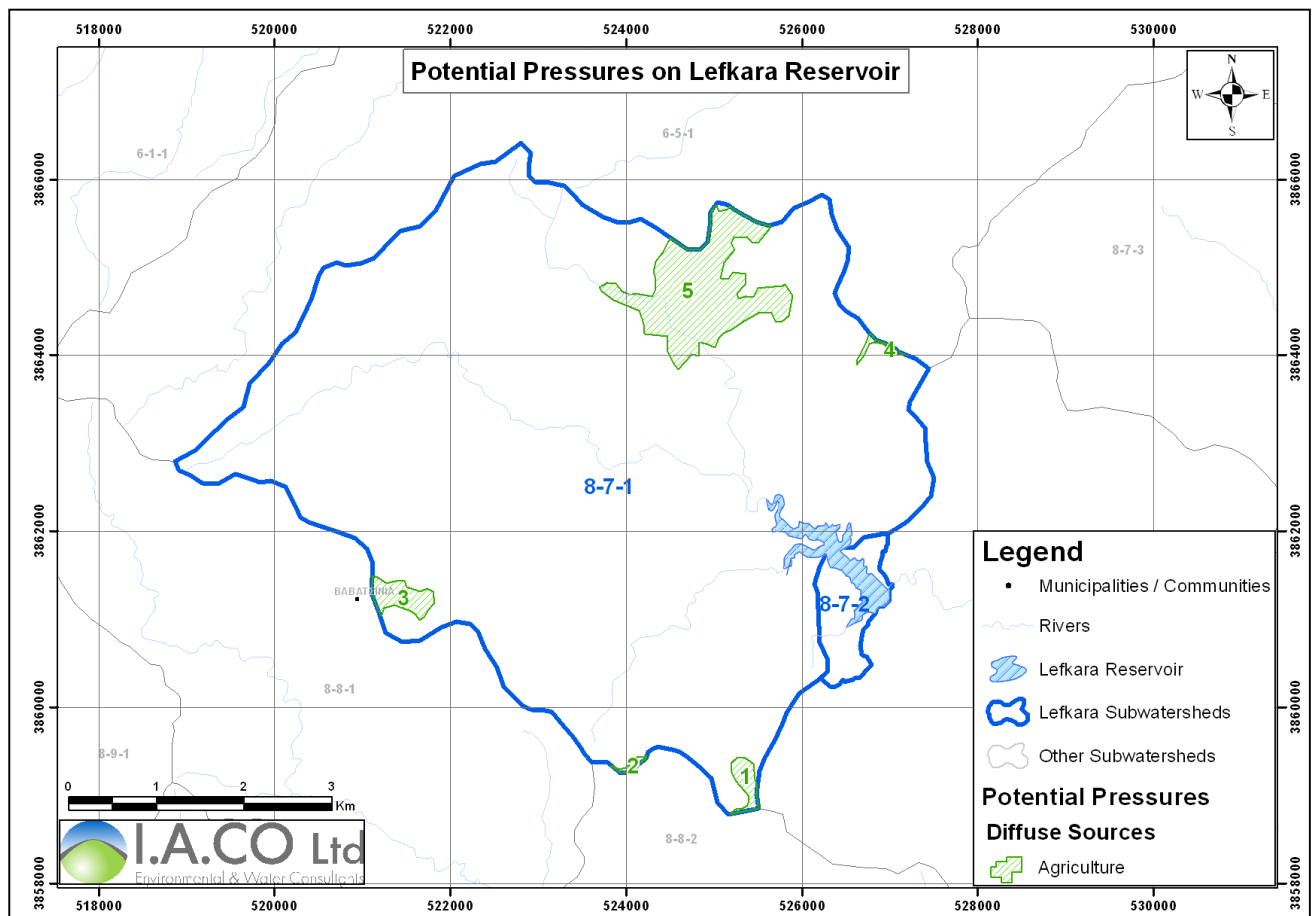 518000 520000 522000 524000 526000 528000 530000
Potential Pressures on Lefkara Reservoir
N
W E
S
6-5-1
6-1-1
3866000 3866000
8-7-3
5
4
3864000 3864000
8-7-1
3862000 3862000
BABATSINIA
3
8-7-2
8-8-1
3860000 3860000
8-9-1
2
1
8-8-2
Legend
Municipalities / Communities
Rivers
Lefkara Reservoir
Lefkara Subwatersheds
Other Subwatersheds
Potential Pressures
Diffuse Sources
Agriculture
0 1 2 3
Km
I.A.CO Ltd
Environmental & Water Consultants
3858000 3858000
518000 520000 522000 524000 526000 528000 530000